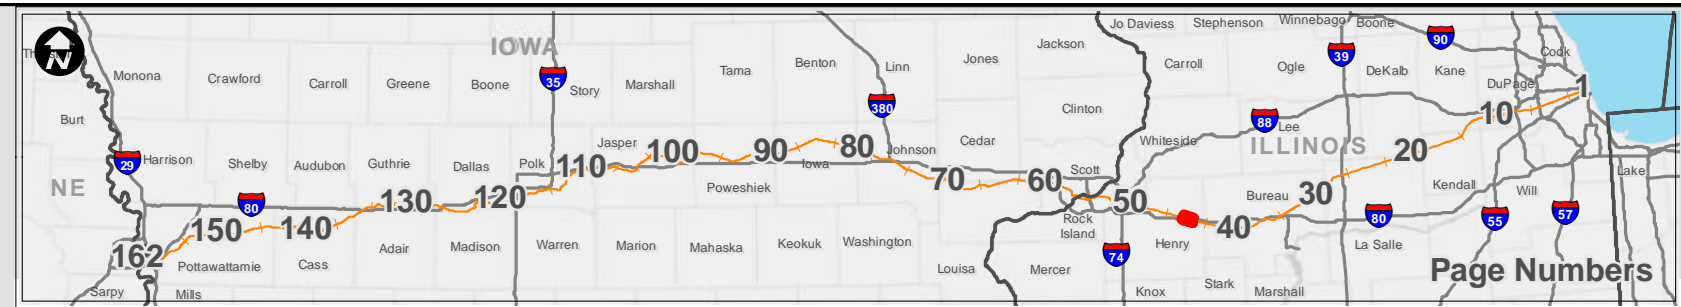 Jo Daviess Stephenson Winnebago Boone
IOWA
Jackson
90
N
39
Cook
Monona Crawford Carroll Greene Boone 35 Story Marshall Tama Benton Linn Jones Carroll Ogle DeKalb Kane
DuPage 1
380
Clinton
10
Burt
88 Lee
Whiteside
ILLINOIS
Harrison Shelby Audubon Guthrie Dallas Polk Jasper 100 90 80 Johnson Cedar
20
29
110
Iowa
Scott
Lake
NE
80
130 120
Poweshiek
70 60
50
Bureau 30
Kendall Will
162 150 140
Rock
Island
40
80 55 57
Adair Madison Warren Marion Mahaska Keokuk Washington
Henry
La Salle
74
Pottawattamie Cass
Louisa Mercer
Page Numbers
Sarpy Mills
Knox Stark Marshall